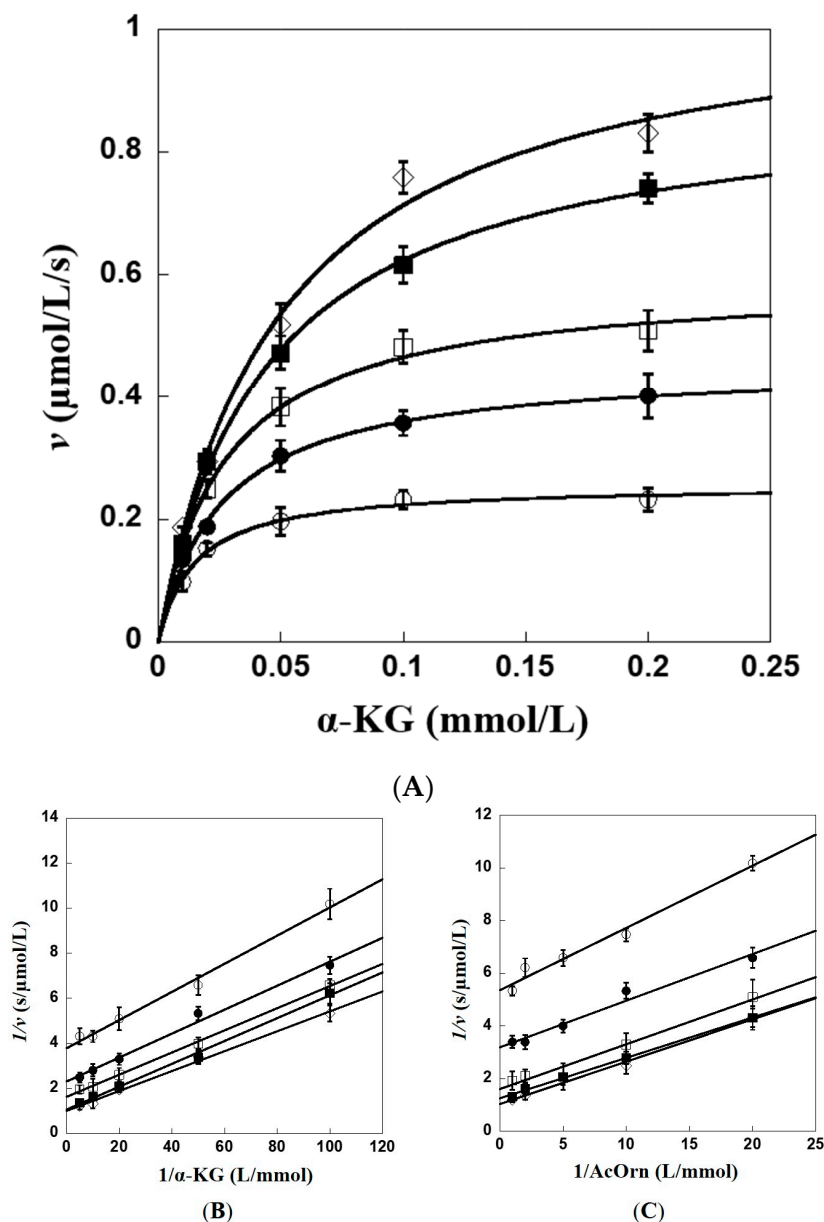 1
0.8
0.6
0.4
0.2
0
0 0.05 0.1 0.15 0.2 0.25
v (μmol/L/s)
α-KG (mmol/L)
(A)
14
12
10
8
6
4
2
0
0 20 40 60 80 100 120
1/v (s/μmol/L)
1/α-KG (L/mmol)
(B)
12
10
8
6
4
2
0
0 5 10 15 20 25
1/v (s/μmol/L)
1/AcOrn (L/mmol)
(C)